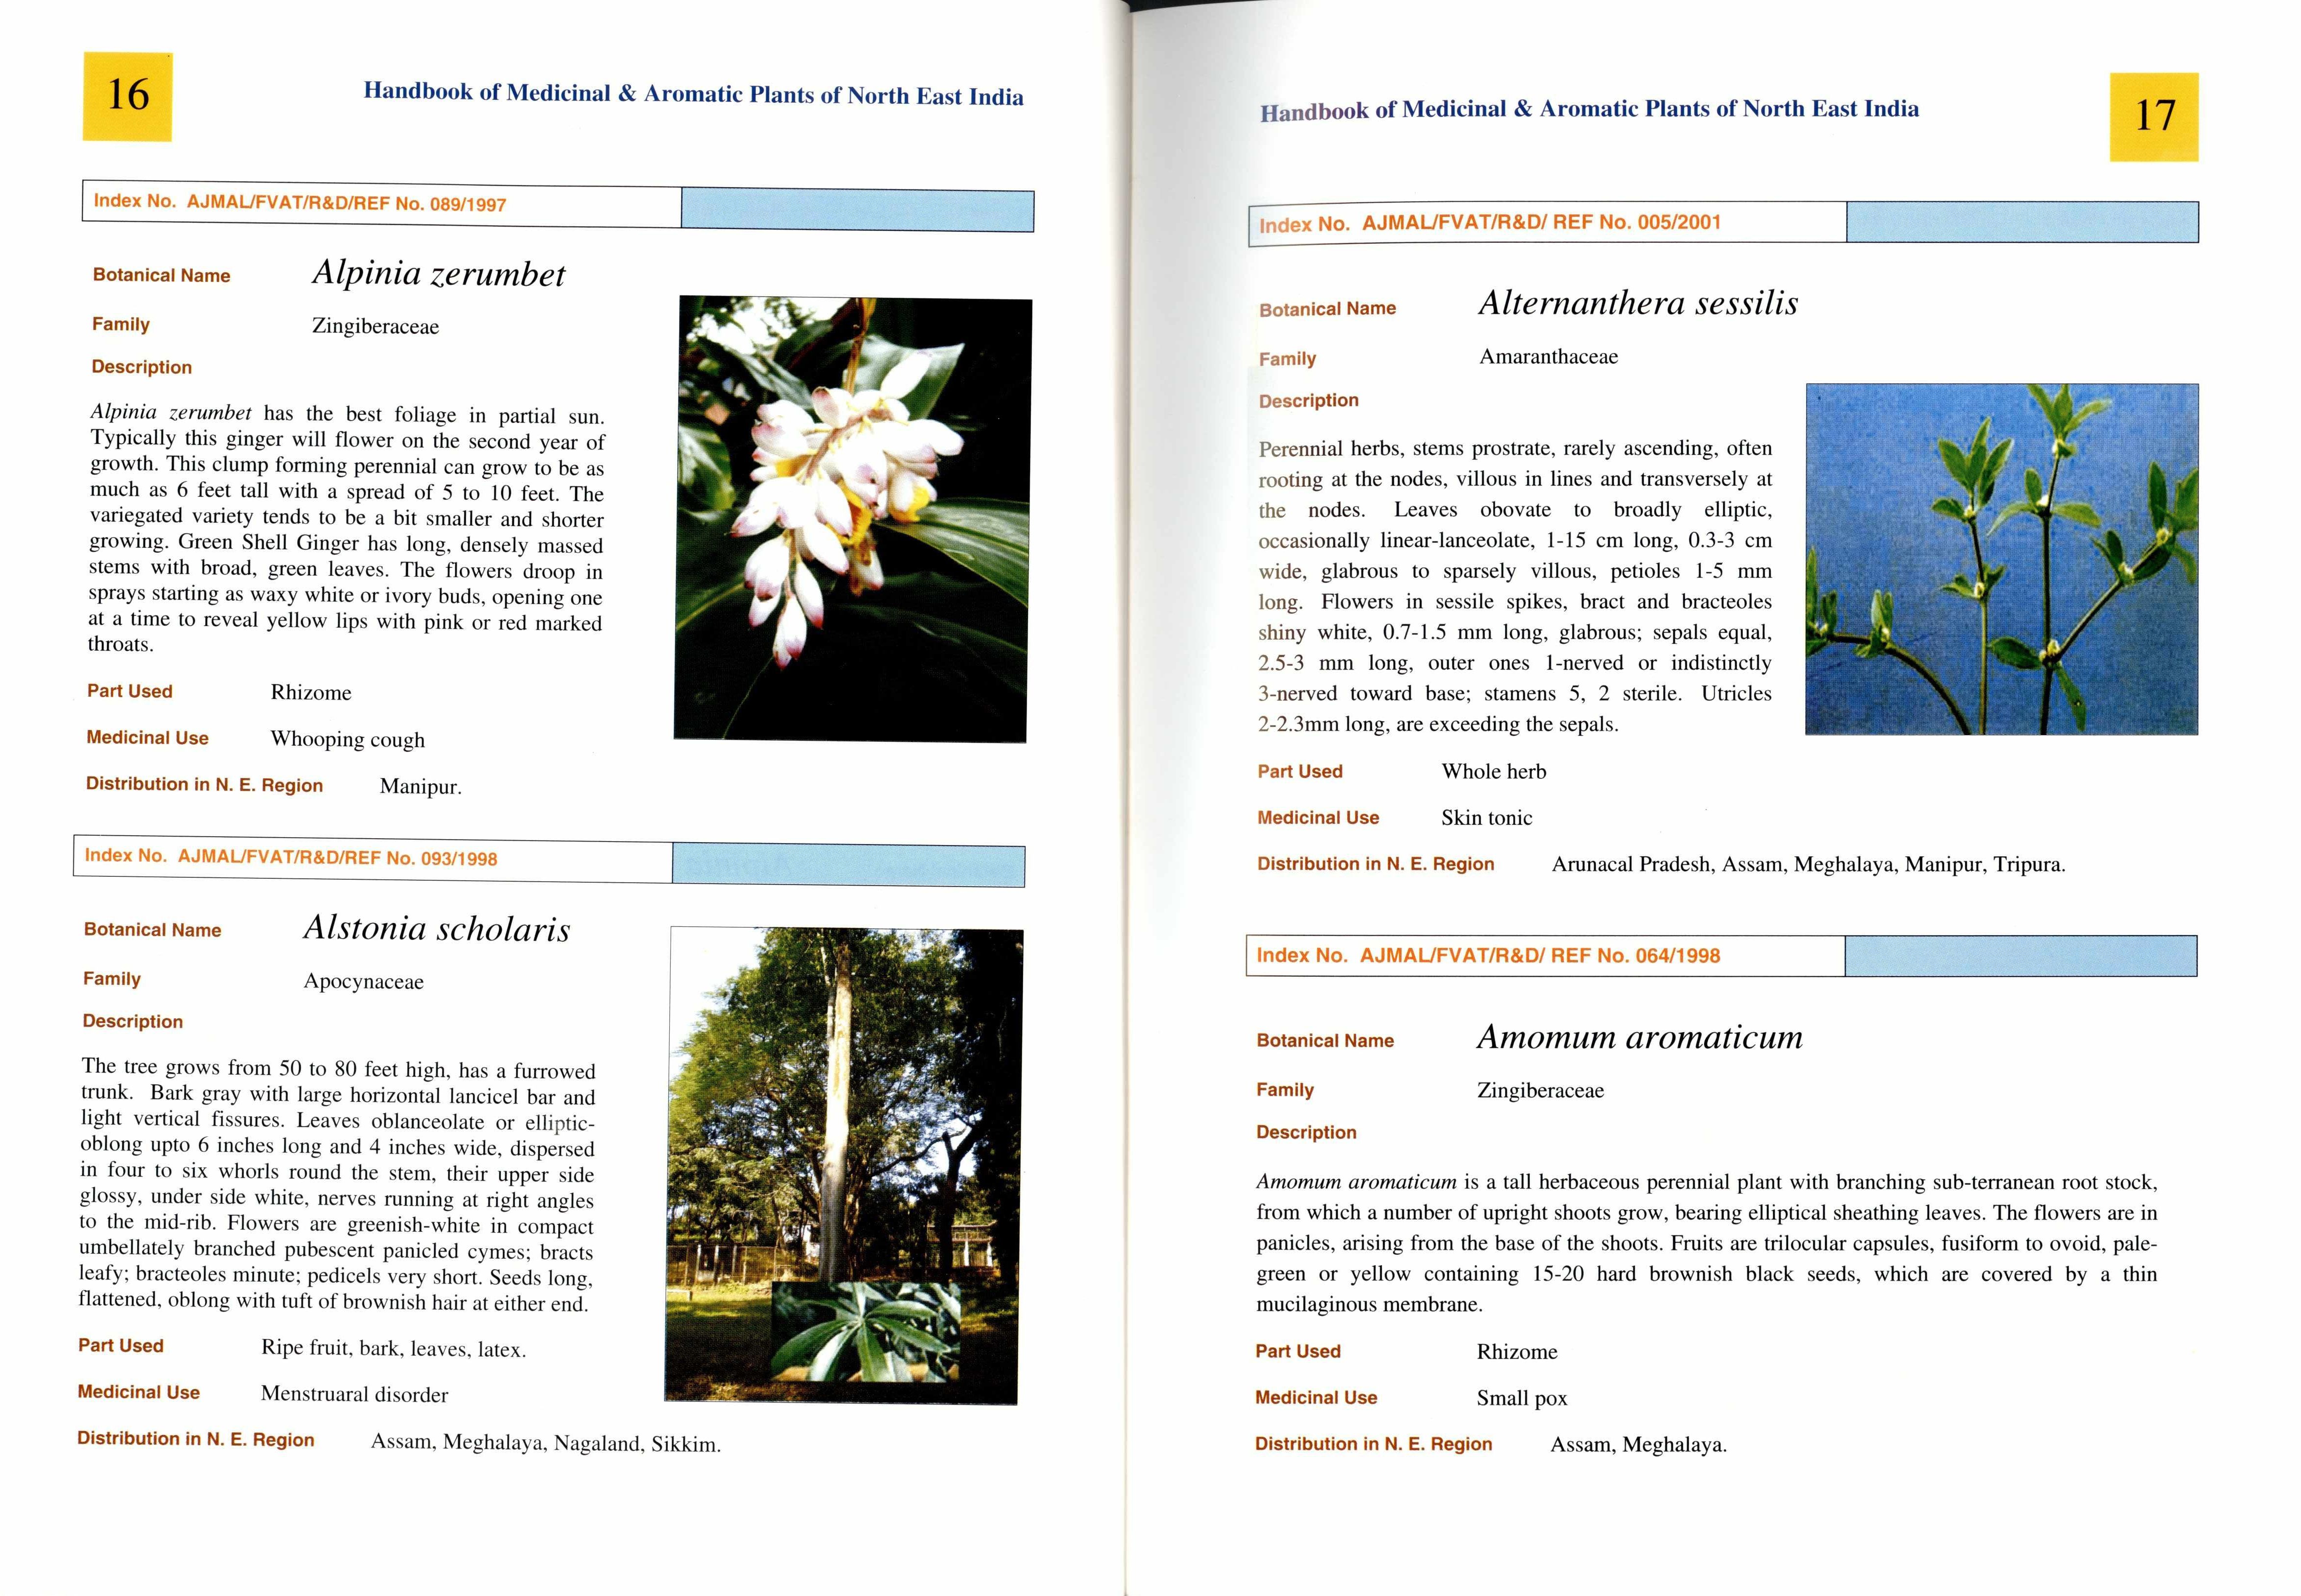 16
Handbook of Medicinal & Aromatic Plants of North East India
Index No. AJMAL/FVAT/R&D/REF No. 089/1997
Botanical Name Alpinia zerumbet
Family Zingiberaceae
Description
Alpinia zerumbet has the best foliage in partial sun.
Typically this ginger will flower on the second year of
growth. This clump forming perennial can grow to be as
much as 6 feet tall with a spread of 5 to 10 feet. The
variegated variety tends to be a bit smaller and shorter
growing. Green Shell Ginger has long, densely massed
stems with broad, green leaves. The flowers droop in
sprays starting as waxy white or ivory buds, opening one
at a time to reveal yellow lips with pink or red marked
throats.
Part Used Rhizome
Medicinal Use Whooping cough
Distribution in N. E. Region Manipur.
Index No. AJMAL/FVAT/R&D/REF No. 093/1998
Botanical Name Alstonia scholaris
Family Apocynaceae
Description
The tree grows from 50 to 80 feet high, has a furrowed
trunk. Bark gray with large horizontal lancicel bar and
light vertical fissures. Leaves oblanceolate or elliptic-
oblong upto 6 inches long and 4 inches wide, dispersed
in four to six whorls round the stem, their upper side
glossy, under side white, nerves running at right angles
to the mid-rib. Flowers are greenish-white in compact
umbellately branched pubescent panicled cymes; bracts
leafy; bracteoles minute; pedicels very short. Seeds long,
flattened, oblong with tuft of brownish hair at either end.
Part Used Ripe fruit, bark, leaves, latex.
Medicinal Use Menstruaral disorder
Distribution in N. E. Region Assam, Meghalaya, Nagaland, Sikkim.
Handbook of Medicinal & Aromatic Plants of North East India
17
Index No. AJMAL/FVAT/R&D/ REF No. 005/2001
Botanical Name Alternanthera sessilis
Family Amaranthaceae
Description
Perennial herbs, stems prostrate, rarely ascending, often
rooting at the nodes, villous in lines and transversely at
the nodes. Leaves obovate to broadly elliptic,
occasionally linear-lanceolate, 1-15 cm long, 0.3-3 cm
wide, glabrous to sparsely villous, petioles 1-5 mm
long. Flowers in sessile spikes, bract and bracteoles
shiny white, 0.7-1.5 mm long, glabrous; sepals equal,
2.5-3 mm long, outer ones 1-nerved or indistinctly
3-nerved toward base; stamens 5, 2 sterile. Utricles
2-2.3mm long, are exceeding the sepals.
Part Used Whole herb
Medicinal Use Skin tonic
Distribution in N. E. Region Arunacal Pradesh, Assam, Meghalaya, Manipur, Tripura.
Index No. AJMAL/FVAT/R&D/ REF No. 064/1998
Botanical Name Amomum aromaticum
Family Zingiberaceae
Description
Amomum aromaticum is a tall herbaceous perennial plant with branching sub-terranean root stock,
from which a number of upright shoots grow, bearing elliptical sheathing leaves. The flowers are in
panicles, arising from the base of the shoots. Fruits are trilocular capsules, fusiform to ovoid, pale-
green or yellow containing 15-20 hard brownish black seeds, which are covered by a thin
mucilaginous membrane.
Part Used Rhizome
Medicinal Use Small pox
Distribution in N. E. Region Assam, Meghalaya.